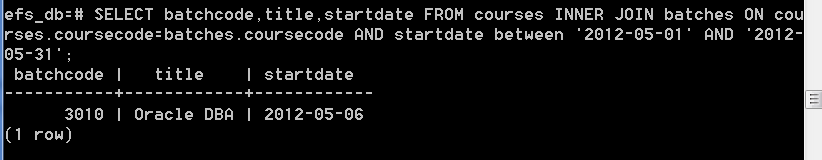 efs_db=# SELECT batchcode,title,startdate FROM courses INNER JOIN batches ON cou
rses.coursecode=batches.coursecode AND startdate between '2012-05-01' AND '2012-
05-31';
 batchcode |   title    | startdate
-----------+------------+------------
      3010 | Oracle DBA | 2012-05-06
(1 row)